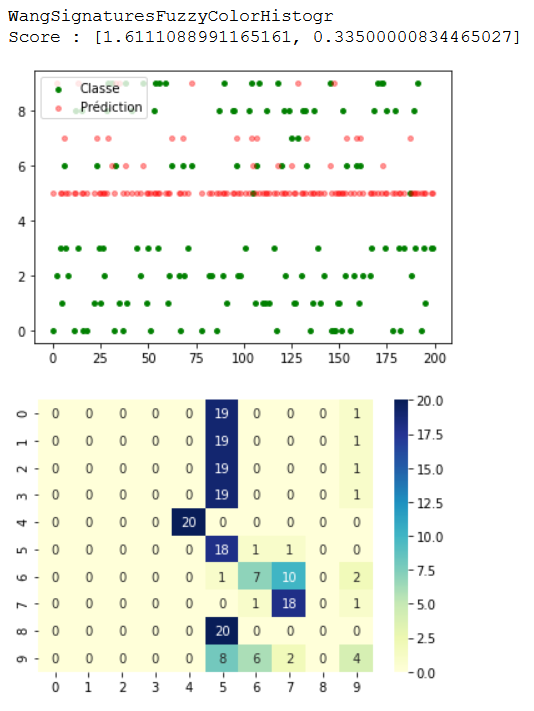 WangSignaturesFuzzyColorHistogr
Score : [1.6111088991165161, 0.33500000834465027]
Classe
Prédiction
8
6
4
2
0
0 25 50 75 100 125 150 175 200
0 0 0 0 0 0 19 0 0 0 1
1 0 0 0 0 0 19 0 0 0 1
2 0 0 0 0 0 19 0 0 0 1
3 0 0 0 0 0 19 0 0 0 1
4 0 0 0 0 20 0 0 0 0 0
5 0 0 0 0 0 18 1 1 0 0
6 0 0 0 0 0 1 7 10 0 2
7 0 0 0 0 0 0 1 18 0 1
8 0 0 0 0 0 20 0 0 0 0
9 0 0 0 0 0 8 6 2 0 4
0 1 2 3 4 5 6 7 8 9
20.0
17.5
15.0
12.5
10.0
7.5
5.0
2.5
0.0